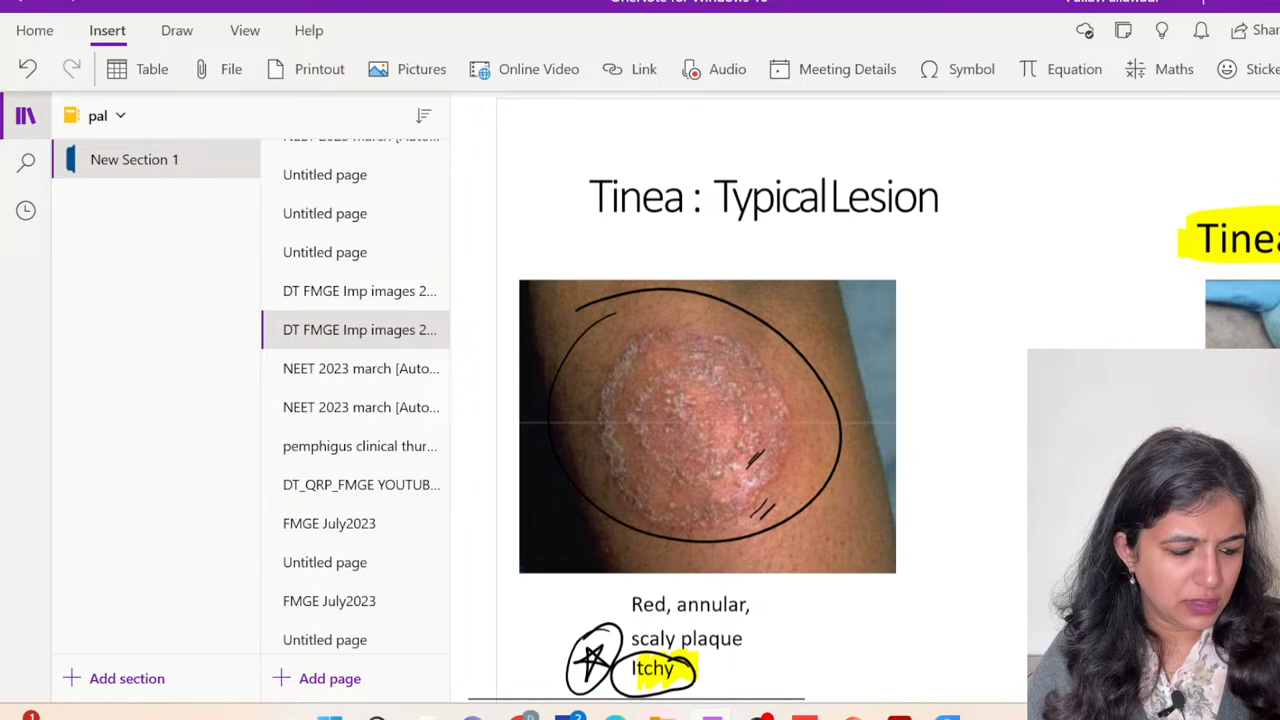 Home Insert Draw View Help
Table File Printout Pictures Online Video Link Audio Meeting Details Symbol Equation Maths
pal
New Section 1
Untitled page
Untitled page
Untitled page
DT FMGE Imp images 2...
DT FMGE Imp images 2...
NEET 2023 march [Auto...
NEET 2023 march [Auto...
pemphigus clinical thur...
DT_QRP_FMGE YOUTUB...
FMGE July2023
Untitled page
FMGE July2023
Untitled page
Add section
Add page
Tinea : Typical Lesion
Red, annular,
scaly plaque
Itchy
Tinea